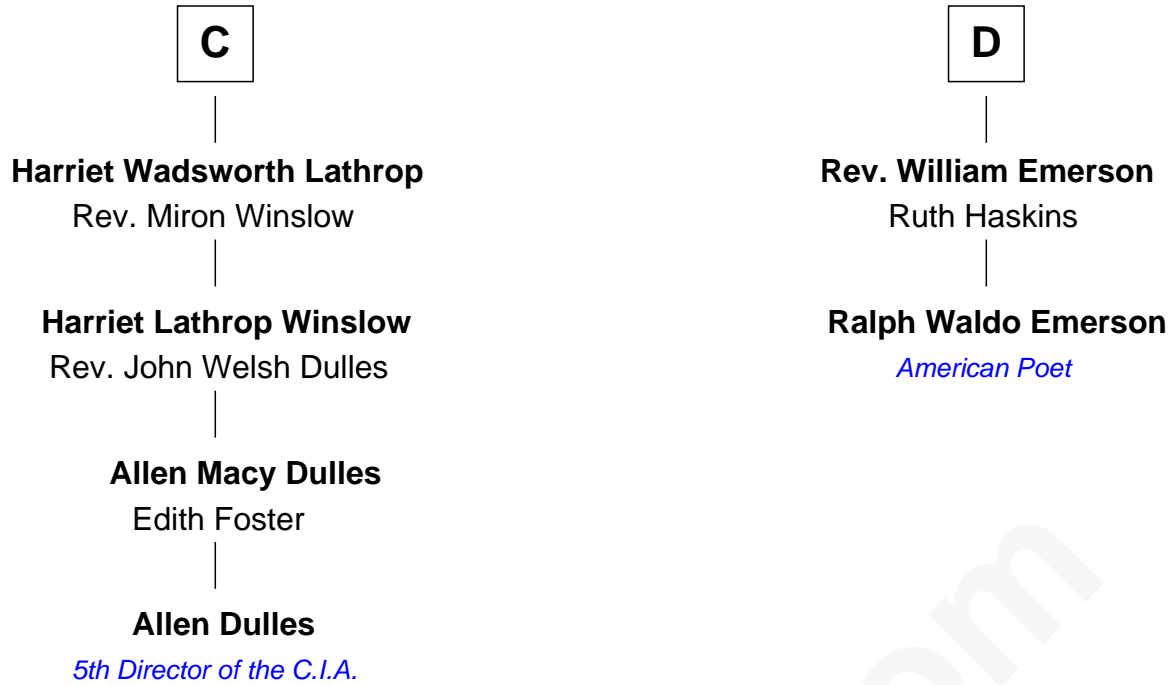 C
Harriet Wadsworth Lathrop
Rev. Miron Winslow
Harriet Lathrop Winslow
Rev. John Welsh Dulles
Allen Macy Dulles
Edith Foster
Allen Dulles
5th Director of the C.I.A.
D
Rev. William Emerson
Ruth Haskins
Ralph Waldo Emerson
American Poet
om